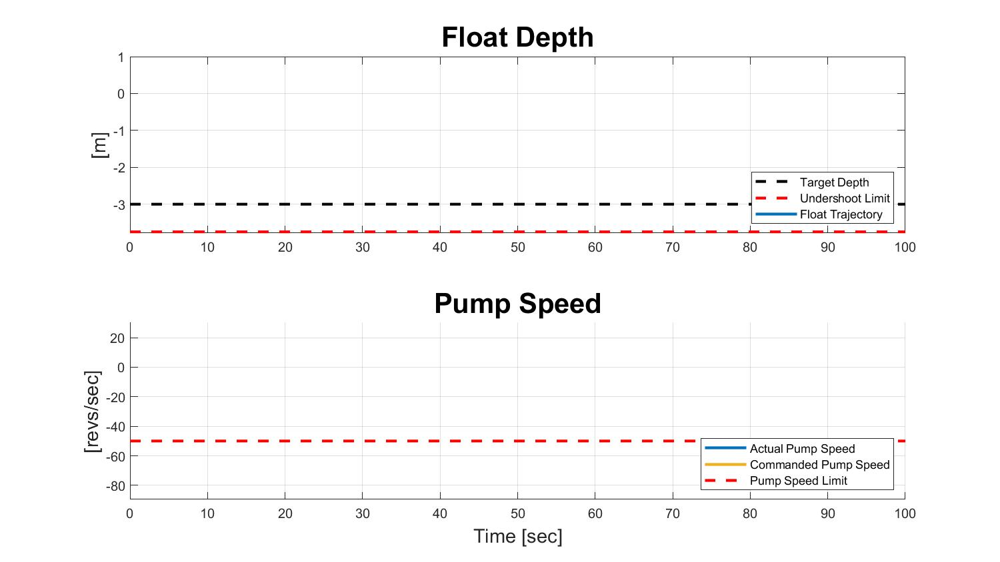 Float Depth
1
0
-1
-2
-3
[m]
Target Depth
Undershoot Limit
Float Trajectory
0 10 20 30 40 50 60 70 80 90 100
Pump Speed
20
0
-20
-40
-60
-80
[revs/sec]
Actual Pump Speed
Commanded Pump Speed
Pump Speed Limit
0 10 20 30 40 50 60 70 80 90 100
Time [sec]